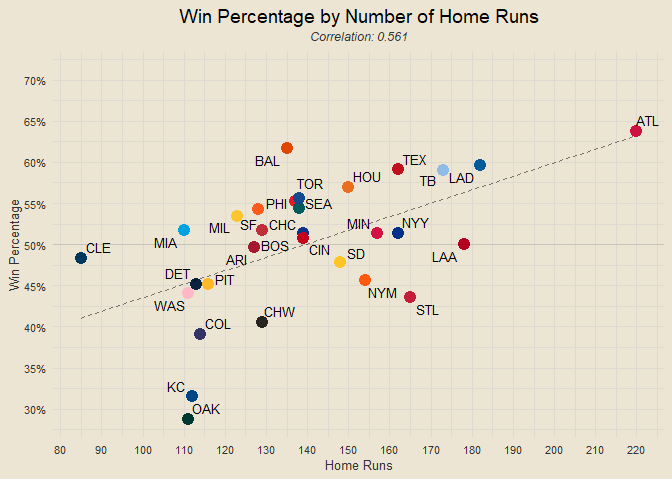 Win Percentage by Number of Home Runs
Correlation: 0.561
Win Percentage
70%
65%
60%
55%
50%
45%
40%
35%
30%
ATL
BAL
TEX
TB
LAD
HOU
TOR
PHI
SEA
MIL
SF
CHC
MIN
NYY
MIA
BOS
CIN
LAA
CLE
ARI
SD
DET
PIT
NYM
WAS
STL
CHW
COL
KC
OAK
80 90 100 110 120 130 140 150 160 170 180 190 200 210 220
Home Runs